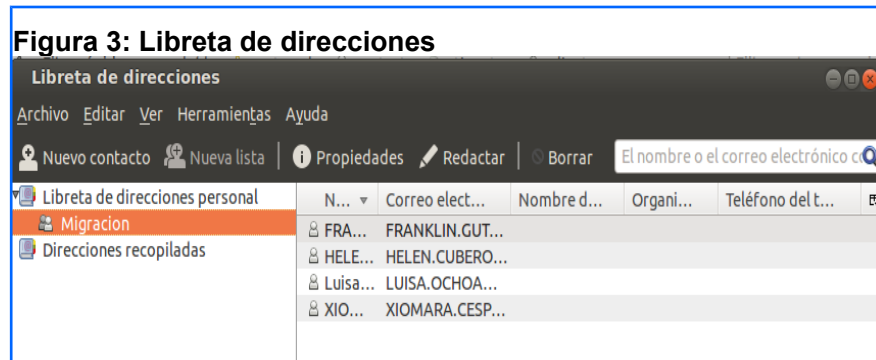 Figura 3: Libreta de direcciones
Libreta de direcciones
Archivo Editar Ver Herramientas Ayuda
Nuevo contacto Nueva lista Propiedades Redactar Borrar El nombre o el correo electrónico
Libreta de direcciones personal N... Correo elect... Nombre d... Organi... Teléfono del t...
Migracion FRA... FRANKLIN.GUT...
Direcciones recopiladas HELE... HELEN.CUBERO...
Luisa... LUISA.OCHOA...
XIO... XIOMARA.CESP...